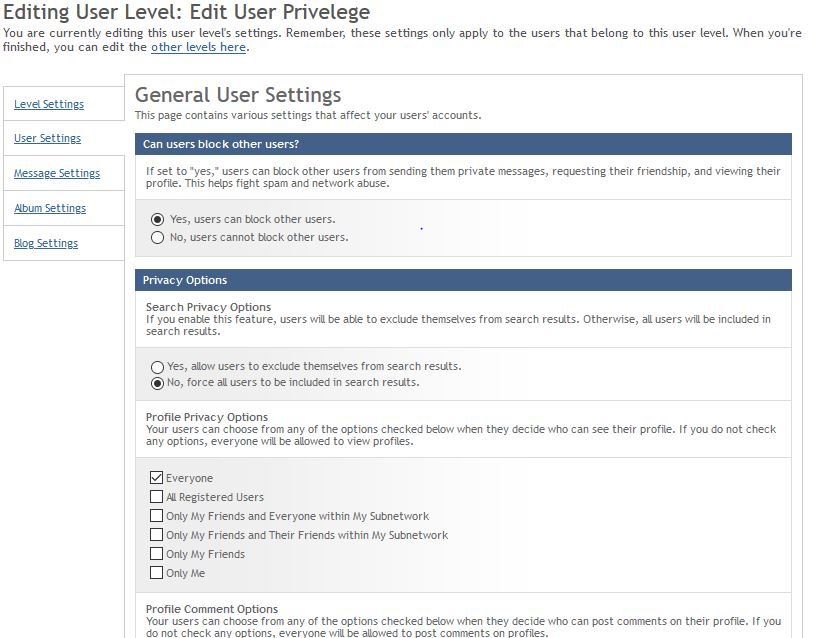 Editing User Level: Edit User Privelege
You are currently editing this user level's settings. Remember, these settings only apply to the users that belong to this user level. When you're
finished, you can edit the other levels here.
Level Settings
User Settings
Message Settings
Album Settings
Blog Settings
General User Settings
This page contains various settings that affect your users' accounts.
Can users block other users?
If set to "yes," users can block other users from sending them private messages, requesting their friendship, and viewing their
profile. This helps fight spam and network abuse.
Yes, users can block other users.
No, users cannot block other users.
Privacy Options
Search Privacy Options
If you enable this feature, users will be able to exclude themselves from search results. Otherwise, all users will be included in
search results.
Yes, allow users to exclude themselves from search results.
No, force all users to be included in search results.
Profile Privacy Options
Your users can choose from any of the options checked below when they decide who can see their profile. If you do not check
any options, everyone will be allowed to view profiles.
Everyone
All Registered Users
Only My Friends and Everyone within My Subnetwork
Only My Friends and Their Friends within My Subnetwork
Only My Friends
Only Me
Profile Comment Options
Your users can choose from any of the options checked below when they decide who can post comments on their profile. If you
do not check any options, everyone will be allowed to post comments on profiles.